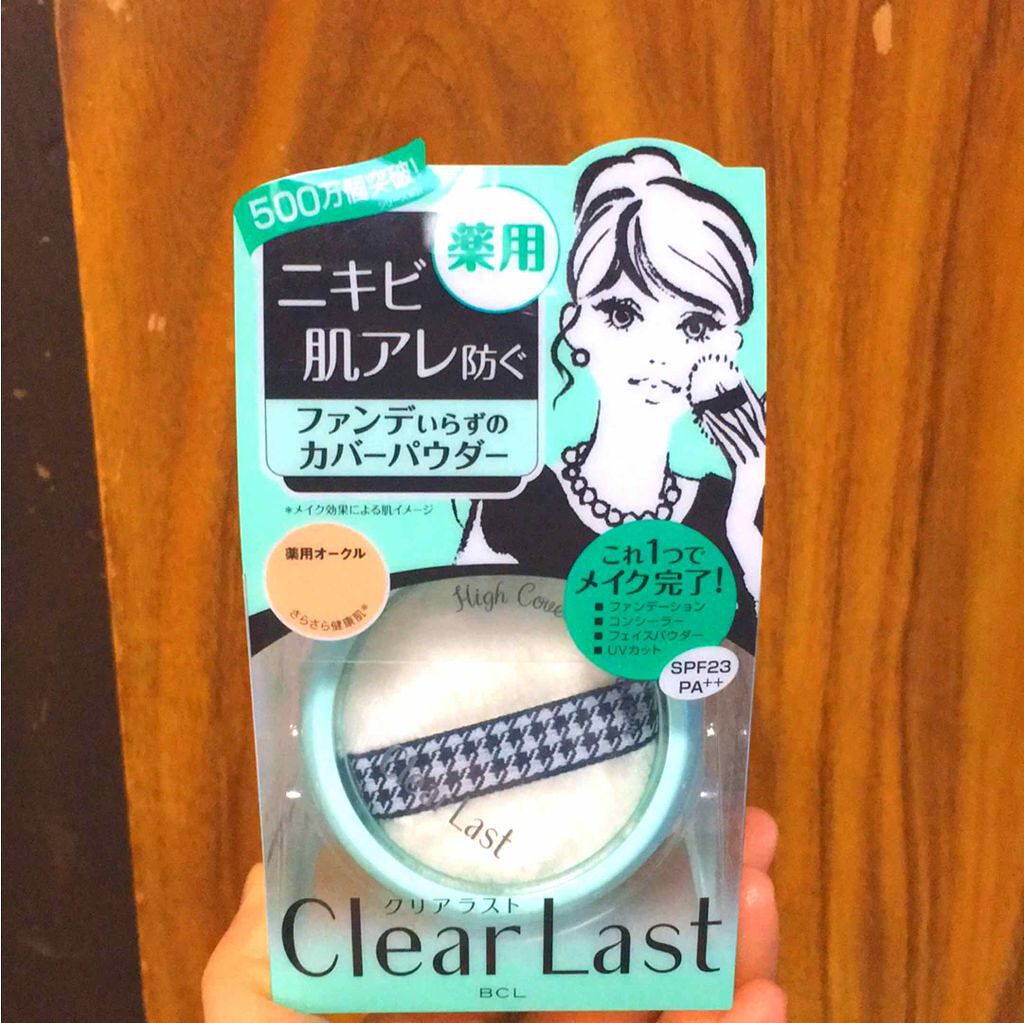 500万個突破!
薬用
ニキビ
肌アレ防ぐ
ファンデいらずの
カバーパウダー
*メイク効果による肌イメージ
薬用オークル
さらさら健康肌*
これ1つで
メイク完了!
■ ファンデーション
■ コンシーラー
■ フェイスパウダー
■ UVカット
SPF23
PA++
High Cove
Last
クリアラスト
Clear Last
BCL